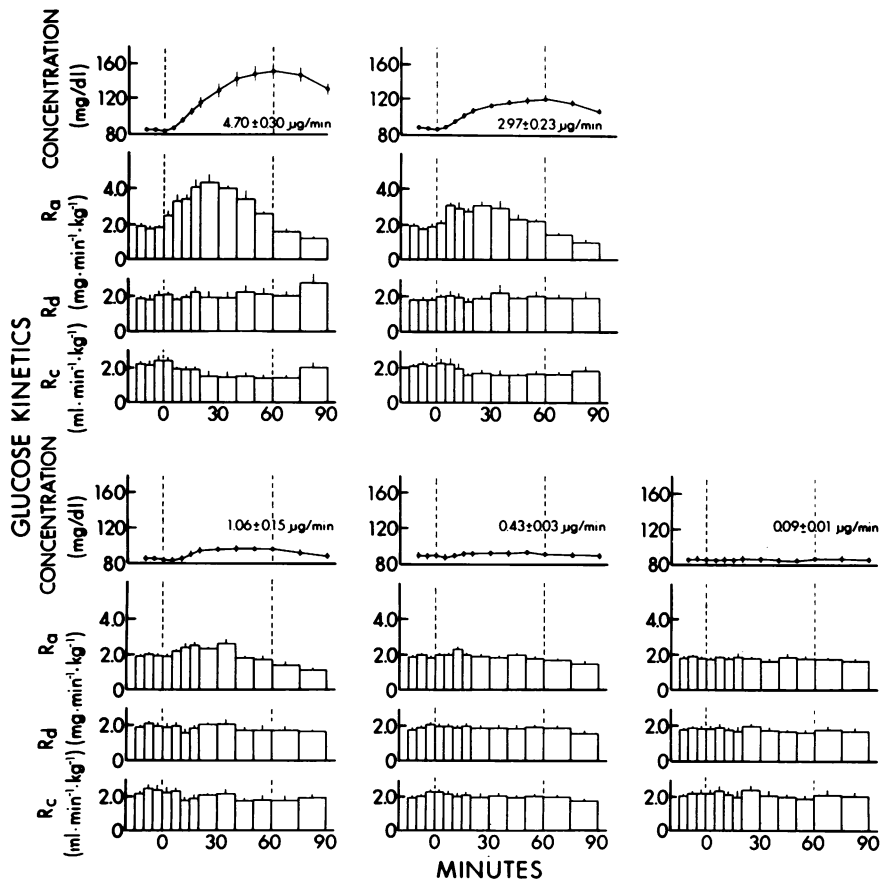 GLUCOSE KINETICS
CONCENTRATION
(mg/dl)
160
120
80
4.70±030 µg/min
160
120
80
297±0.23 µg/min
Ra
(mg·min⁻¹·kg⁻¹)
4.0
2.0
0
4.0
2.0
0
Rd
2.0
0
2.0
0
Rc
(ml·min⁻¹·kg⁻¹)
2.0
0
2.0
0
0 30 60 90
0 30 60 90
CONCENTRATION
(mg/dl)
160
120
80
1.06±0.15 µg/min
160
120
80
0.43±003 µg/min
160
120
80
0.09±0.01 µg/min
Ra
(mg·min⁻¹·kg⁻¹)
4.0
2.0
0
4.0
2.0
0
4.0
2.0
0
Rd
2.0
0
2.0
0
2.0
0
Rc
(ml·min⁻¹·kg⁻¹)
2.0
0
2.0
0
2.0
0
0 30 60 90
0 30 60 90
0 30 60 90
MINUTES